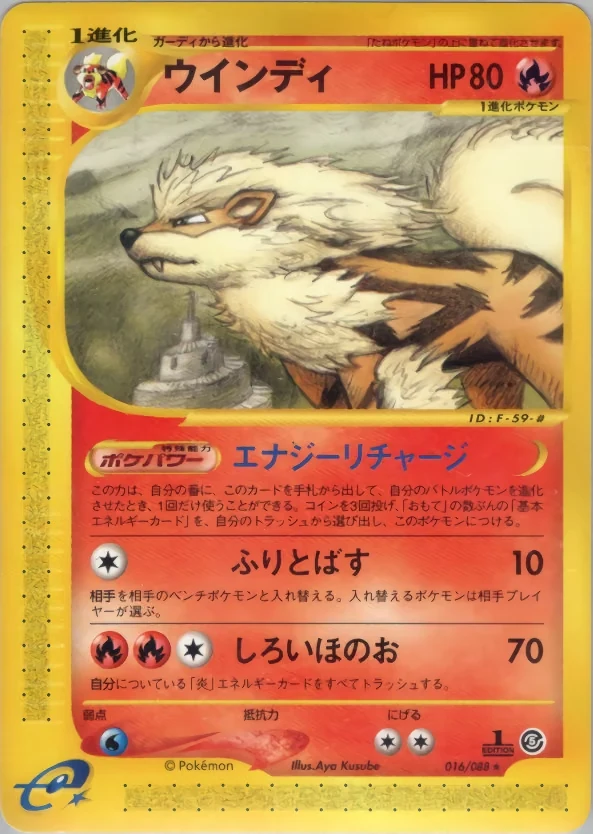 1進化
ガーディから進化
「たねポケモン」の上に重ねて進化させます。
ウインディ
HP80
1進化ポケモン
ID:F-59-#
特殊能力
ポケパワー
エナジーリチャージ
この力は、自分の番に、このカードを手札から出して、自分のバトルポケモンを進化
させたとき、1回だけ使うことができる。コインを3回投げ、「おもて」の数ぶんの「基本
エネルギーカード」を、自分のトラッシュから選び出し、このポケモンにつける。
ふりとばす 10
相手を相手のベンチポケモンと入れ替える。入れ替えるポケモンは相手プレイ
ヤーが選ぶ。
しろいほのお 70
自分についている「炎」エネルギーカードをすべてトラッシュする。
弱点 抵抗力 にげる
1
EDITION
©Pokémon
Illus.Aya Kusube
016/088 ★
e